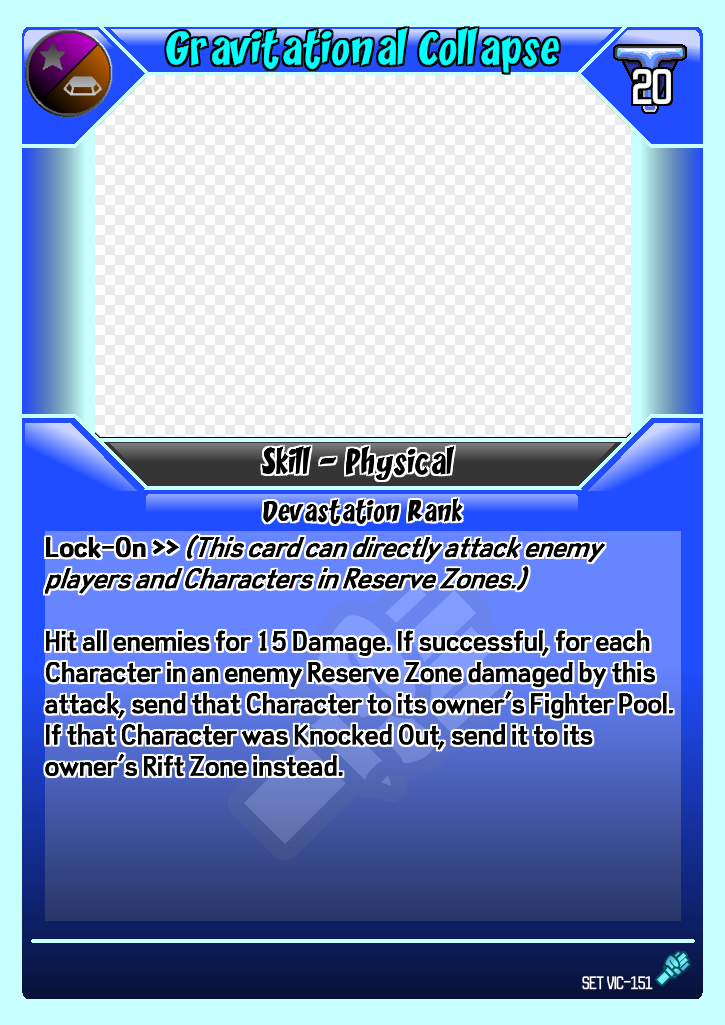 Gravitational Collapse
20
Skill - Physical
Devastation Rank
Lock-On >> (This card can directly attack enemy
players and Characters in Reserve Zones.)
Hit all enemies for 15 Damage. If successful, for each
Character in an enemy Reserve Zone damaged by this
attack, send that Character to its owner's Fighter Pool.
If that Character was Knocked Out, send it to its
owner's Rift Zone instead.
SET VIC-151